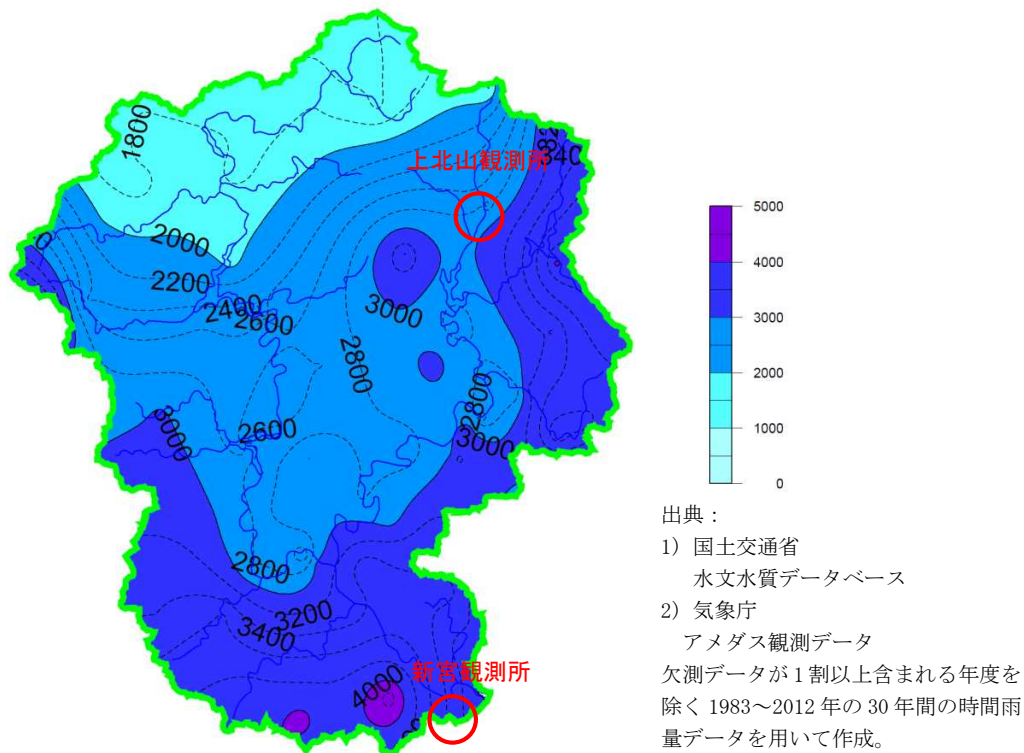 1800
上北山観測所
340
2000
2200
2400
2600
3000
2800
2800
3000
2600
3000
2800
3200
3400
新宮観測所
4000
5000
4000
3000
2000
1000
0
出典：
1）国土交通省
水文水質データベース
2）気象庁
アメダス観測データ
欠測データが1割以上含まれる年度を
除く1983～2012年の30年間の時間雨
量データを用いて作成。